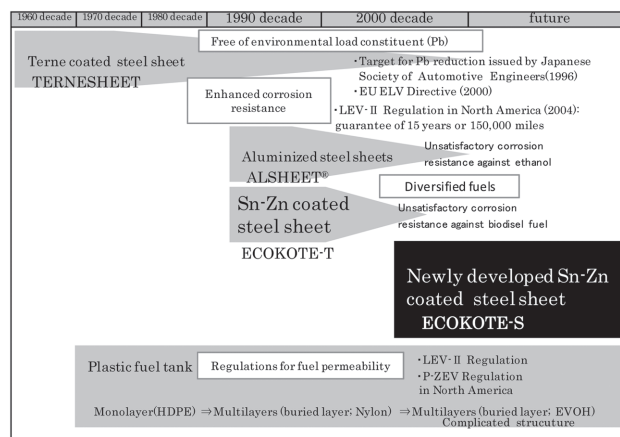 1960 decade 1970 decade 1980 decade 1990 decade 2000 decade future
Free of environmental load constituent (Pb)
Terne coated steel sheet
TERNESHEET
・Target for Pb reduction issued by Japanese
Society of Automotive Engineers(1996)
・EU ELV Directive (2000)
Enhanced corrosion
resistance
・LEV-Ⅱ Regulation in North America (2004):
guarantee of 15 years or 150,000 miles
Aluminized steel sheets
ALSHEET®
Unsatisfactory corrosion
resistance against ethanol
Diversified fuels
Sn-Zn coated
steel sheet
ECOKOTE-T
Unsatisfactory corrosion
resistance against biodisel fuel
Newly developed Sn-Zn
coated steel sheet
ECOKOTE-S
Plastic fuel tank
Regulations for fuel permeability
・LEV-Ⅱ Regulation
・P-ZEV Regulation
in North America
Monolayer(HDPE) ⇒Multilayers (buried layer; Nylon) ⇒Multilayers (buried layer; EVOH)
Complicated strucuture